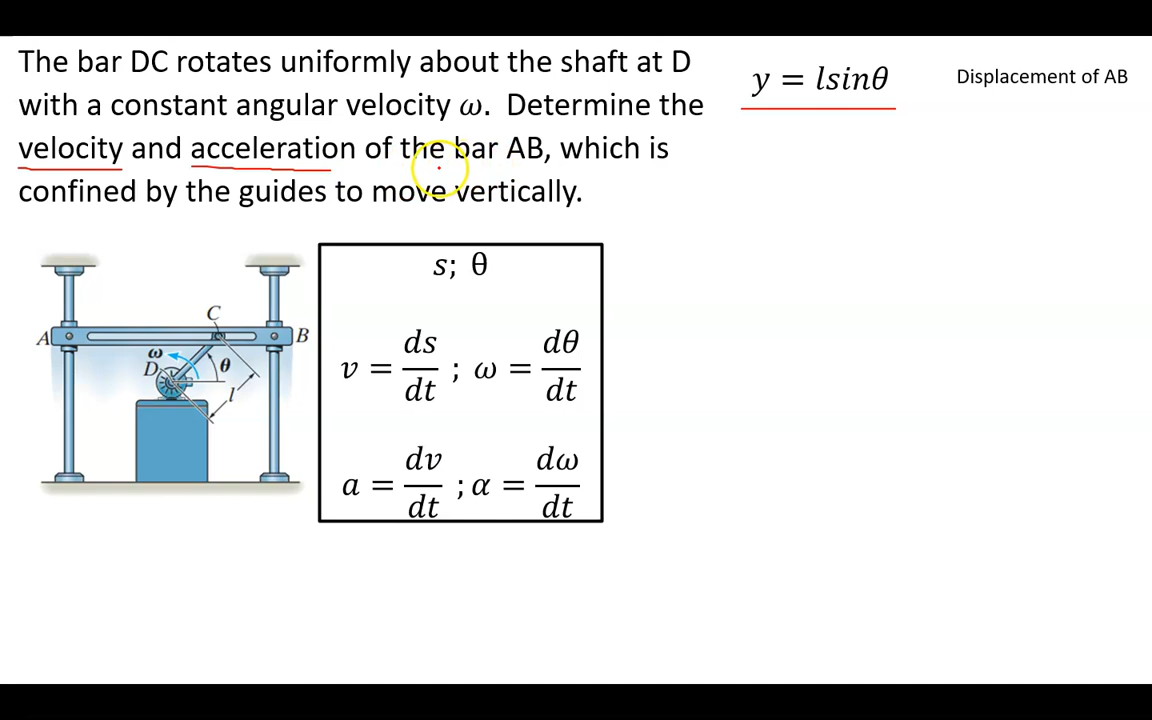 The bar DC rotates uniformly about the shaft at D
with a constant angular velocity ω. Determine the
velocity and acceleration of the bar AB, which is
confined by the guides to move vertically.
y = lsinθ
Displacement of AB
A
B
C
D
ω
θ
l
s; θ
v = ds/dt ; ω = dθ/dt
a = dv/dt ; α = dω/dt